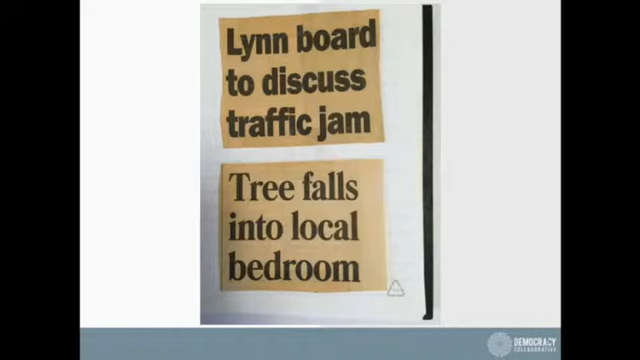 Lynn board
to discuss
traffic jam
Tree falls
into local
bedroom
DEMOCRACY
COLLABORATIVE